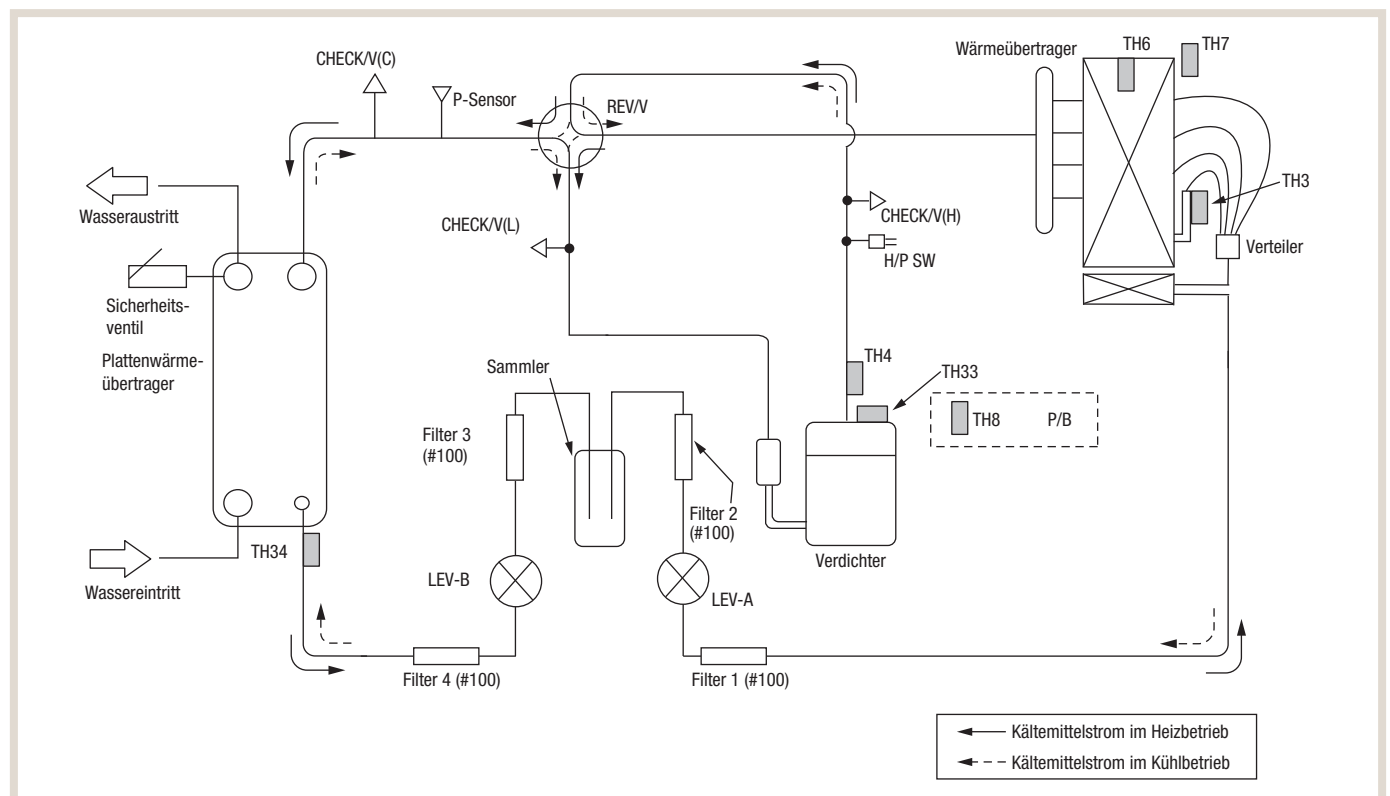 CHECK/V(C)
P-Sensor
REV/V
Wärmeübertrager
TH6
TH7
TH3
Wasseraustritt
CHECK/V(L)
CHECK/V(H)
H/P SW
Verteiler
Sicherheits-
ventil
Plattenwärme-
übertrager
Sammler
TH4
TH33
TH8
P/B
Filter 3
(#100)
Filter 2
(#100)
Verdichter
TH34
LEV-B
LEV-A
Wassereintritt
Filter 4 (#100)
Filter 1 (#100)
Kältemittelstrom im Heizbetrieb
Kältemittelstrom im Kühlbetrieb